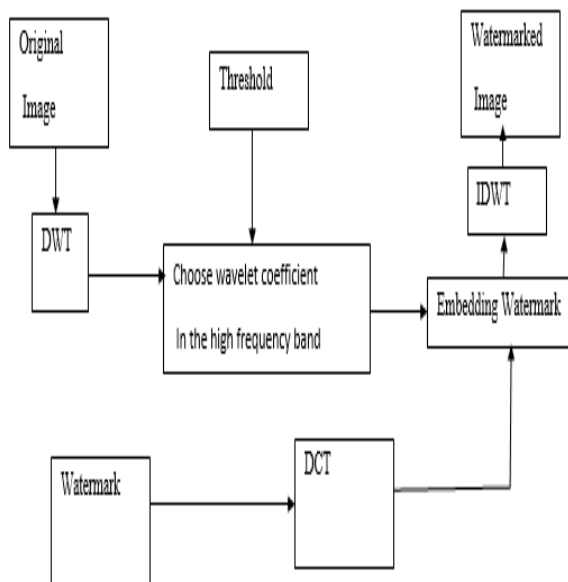 Original
Image
Threshold
Watermarked
Image
DWT
IDWT
Choose wavelet coefficient
In the high frequency band
Embedding Watermark
Watermark
DCT